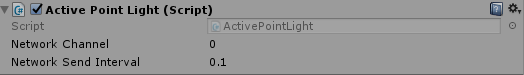 Active Point Light (Script)
Script ActivePointLight
Network Channel 0
Network Send Interval 0.1